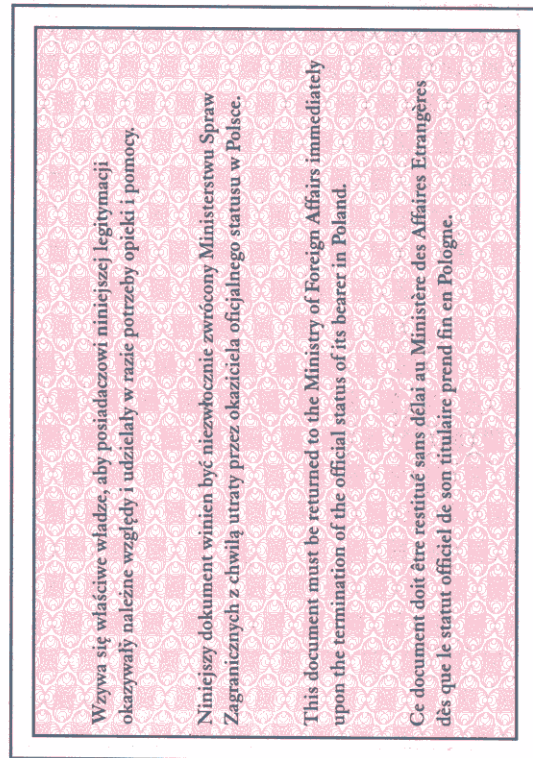 Wzywa się właściwe władze, aby posiadaczowi niniejszej legitymacji
okazywały należne względy i udzielały w razie potrzeby opieki i pomocy.
Niniejszy dokument winien być niezwłocznie zwrócony Ministerstwu Spraw
Zagranicznych z chwilą utraty przez okaziciela oficjalnego statusu w Polsce.
This document must be returned to the Ministry of Foreign Affairs immediately
upon the termination of the official status of its bearer in Poland.
Ce document doit être restitué sans délai au Ministère des Affaires Etrangères
dès que le statut officiel de son titulaire prend fin en Pologne.